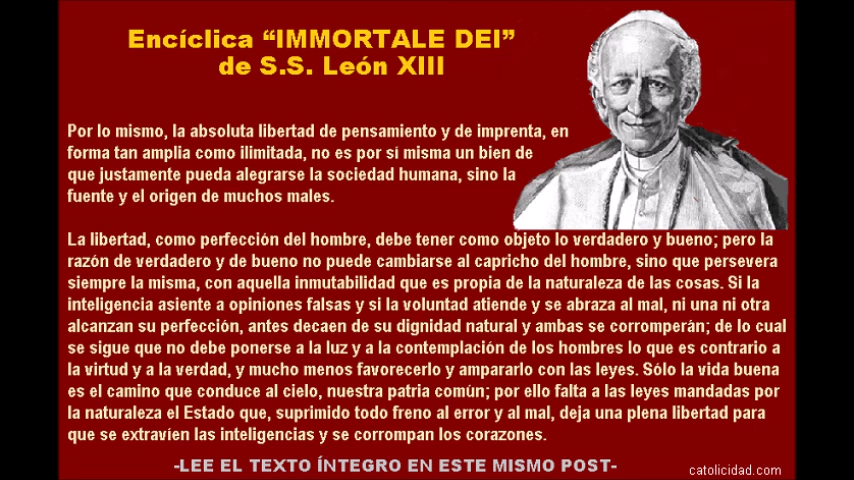 Encíclica “IMMORTALE DEI”
de S.S. León XIII
Por lo mismo, la absoluta libertad de pensamiento y de imprenta, en
forma tan amplia como ilimitada, no es por sí misma un bien de
que justamente pueda alegrarse la sociedad humana, sino la
fuente y el origen de muchos males.
La libertad, como perfección del hombre, debe tener como objeto lo verdadero y bueno; pero la
razón de verdadero y de bueno no puede cambiarse al capricho del hombre, sino que persevera
siempre la misma, con aquella inmutabilidad que es propia de la naturaleza de las cosas. Si la
inteligencia asiente a opiniones falsas y si la voluntad atiende y se abraza al mal, ni una ni otra
alcanzan su perfección, antes decaen de su dignidad natural y ambas se corromperán; de lo cual
se sigue que no debe ponerse a la luz y a la contemplación de los hombres lo que es contrario a
la virtud y a la verdad, y mucho menos favorecerlo y ampararlo con las leyes. Sólo la vida buena
es el camino que conduce al cielo, nuestra patria común; por ello falta a las leyes mandadas por
la naturaleza el Estado que, suprimido todo freno al error y al mal, deja una plena libertad para
que se extravíen las inteligencias y se corrompan los corazones.
-LEE EL TEXTO ÍNTEGRO EN ESTE MISMO POST-
catolicidad.com